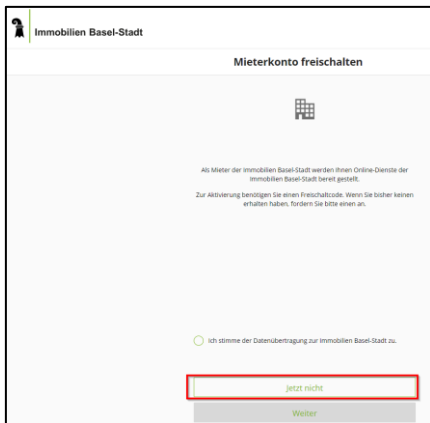 Immobilien Basel-Stadt
Mieterkonto freischalten
Als Mieter der Immobilien Basel-Stadt werden Ihnen Online-Dienste der
Immobilien Basel-Stadt bereit gestellt.
Zur Aktivierung benötigen Sie einen Freischaltcode. Wenn Sie bisher keinen
erhalten haben, fordern Sie bitte einen an.
Ich stimme der Datenübertragung zur Immobilien Basel-Stadt zu.
Jetzt nicht
Weiter